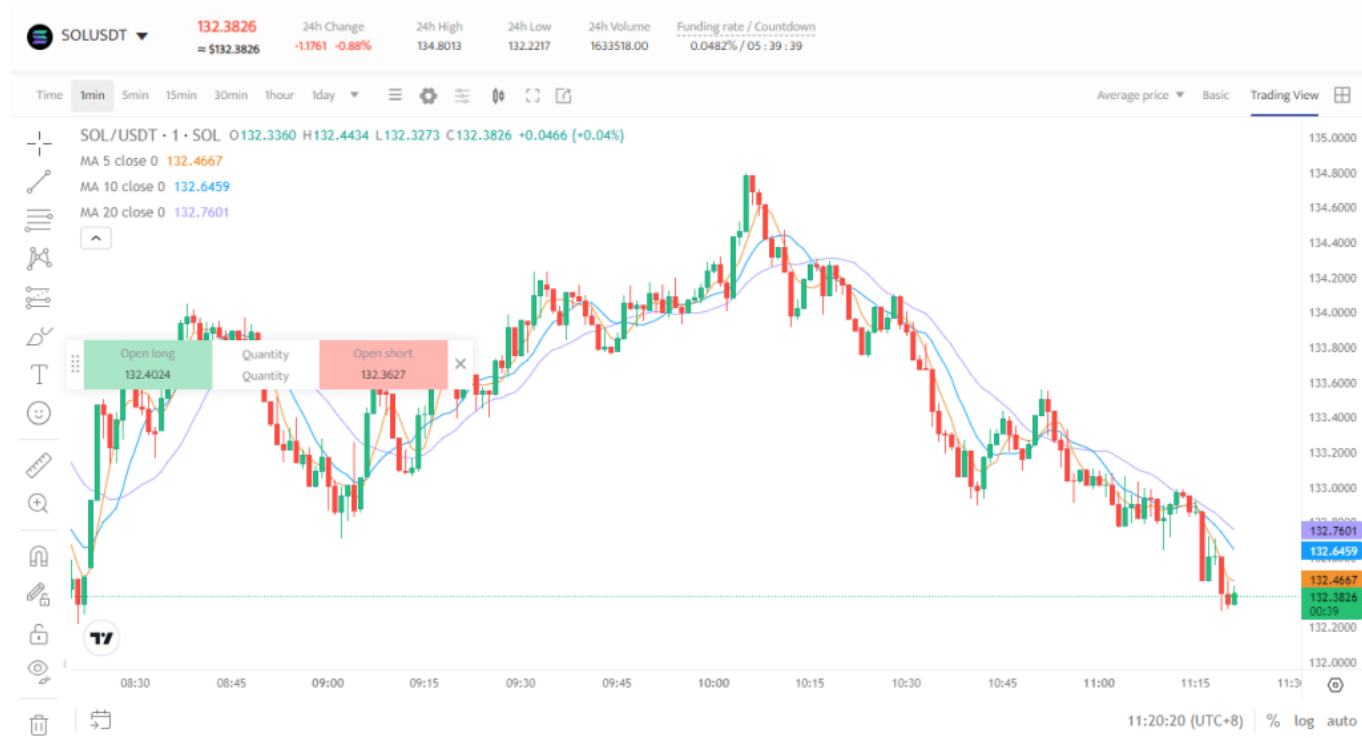 SOLUSDT
132.3826
≈ $132.3826
24h Change
-1.1761 -0.88%
24h High
134.8013
24h Low
132.2217
24h Volume
1633518.00
Funding rate / Countdown
0.0482% / 05 : 39 : 39
Time 1min 5min 15min 30min 1hour 1day
Average price Basic Trading View
SOL/USDT · 1 · SOL O132.3360 H132.4434 L132.3273 C132.3826 +0.0466 (+0.04%)
MA 5 close 0 132.4667
MA 10 close 0 132.6459
MA 20 close 0 132.7601
Open long
132.4024
Quantity
Quantity
Open short
132.3627
135.0000
134.8000
134.6000
134.4000
134.2000
134.0000
133.8000
133.6000
133.4000
133.2000
133.0000
132.7601
132.6459
132.4667
132.3826
00:39
132.2000
132.0000
08:30 08:45 09:00 09:15 09:30 09:45 10:00 10:15 10:30 10:45 11:00 11:15
11:20:20 (UTC+8) % log auto